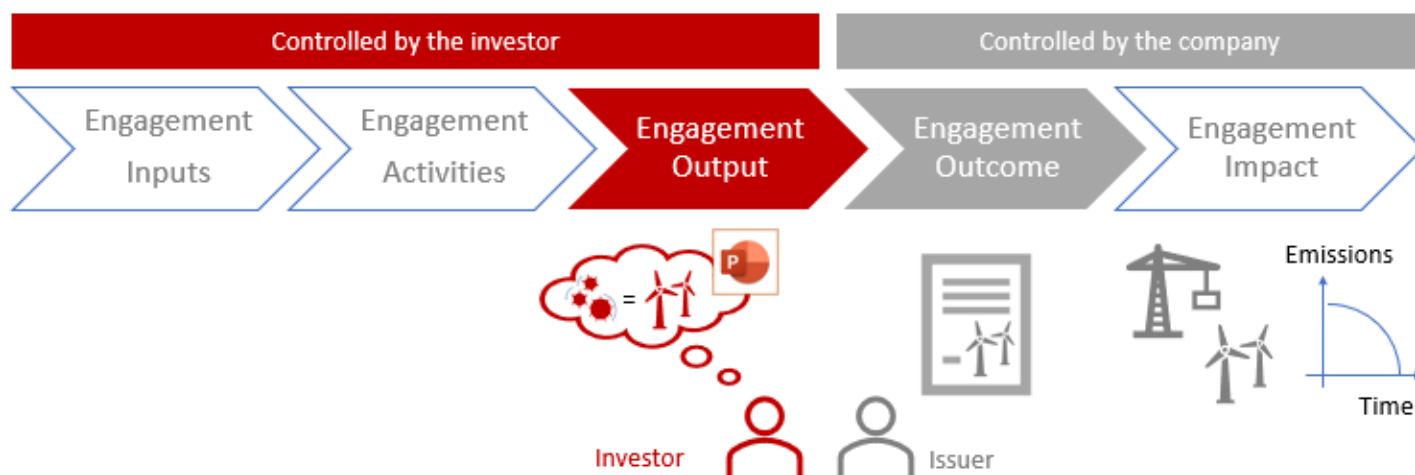 Controlled by the investor
Controlled by the company
Engagement
Inputs
Engagement
Activities
Engagement
Output
Engagement
Outcome
Engagement
Impact
P
=
Emissions
Time
Investor
Issuer